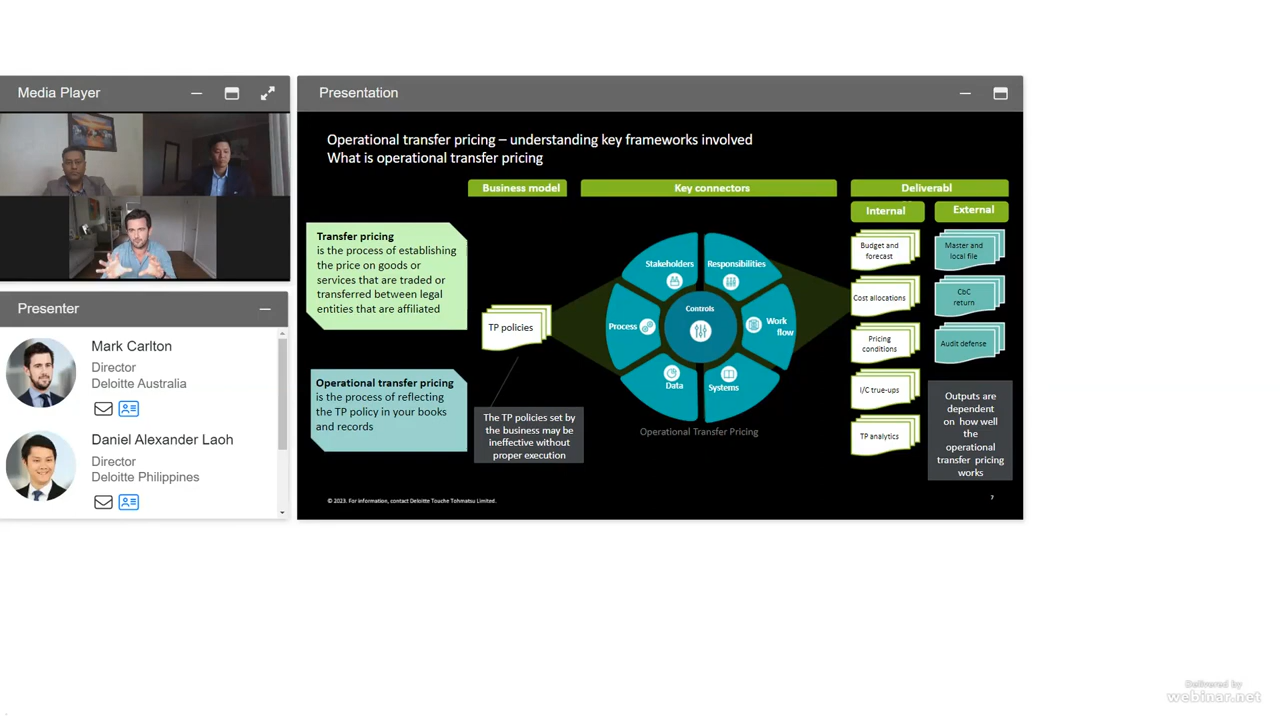 Media Player
Presenter
Mark Carlton
Director
Deloitte Australia
Daniel Alexander Laoh
Director
Deloitte Philippines
Presentation
Operational transfer pricing – understanding key frameworks involved
What is operational transfer pricing
Business model
Key connectors
Deliverabl
Internal
External
Transfer pricing
is the process of establishing
the price on goods or
services that are traded or
transferred between legal
entities that are affiliated
Operational transfer pricing
is the process of reflecting
the TP policy in your books
and records
TP policies
The TP policies set by
the business may be
ineffective without
proper execution
Stakeholders
Responsibilities
Process
Controls
Work
flow
Data
Systems
Operational Transfer Pricing
Budget and
forecast
Cost allocations
Pricing
conditions
I/C true-ups
TP analytics
Master and
local file
CbC
return
Audit defense
Outputs are
dependent
on how well
the
operational
transfer pricing
works
© 2023. For information, contact Deloitte Touche Tohmatsu Limited.
7
Delivered by
webinar.net